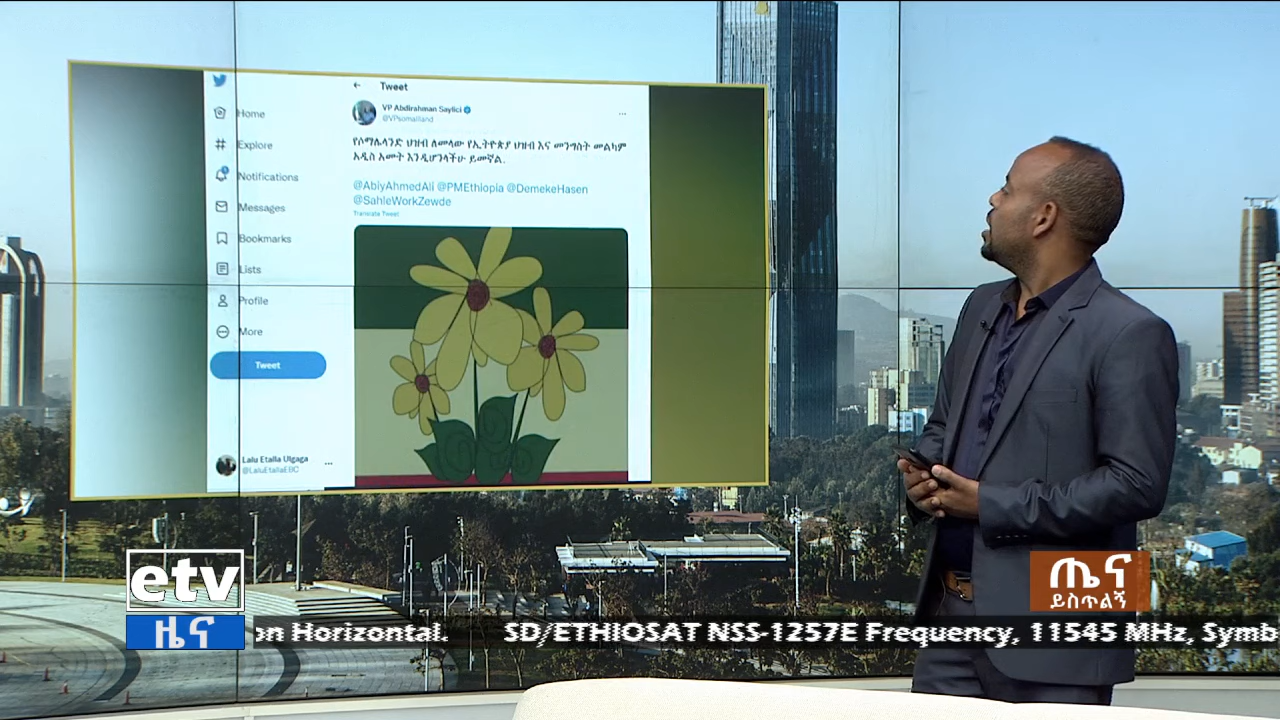 Tweet
VP Abdirahman Saylici
@VPsomaliland
የሶማሌላንድ ህዝብ ለመላው የኢትዮጵያ ህዝብ እና መንግስት መልካም
አዲስ አመት እንዲሆንላችሁ ይመኛል.
@AbiyAhmedAli @PMEthiopia @DemekeHasen
@SahleWorkZewde
Translate Tweet
Home
Explore
Notifications
Messages
Bookmarks
Lists
Profile
More
Tweet
Lalu Etalla Ulgaga
@LaluEtallaEBC
etv
ዜና
ጤና
ይስጥልኝ
on Horizontal. SD/ETHIOSAT NSS-1257E Frequency, 11545 MHz, Symb